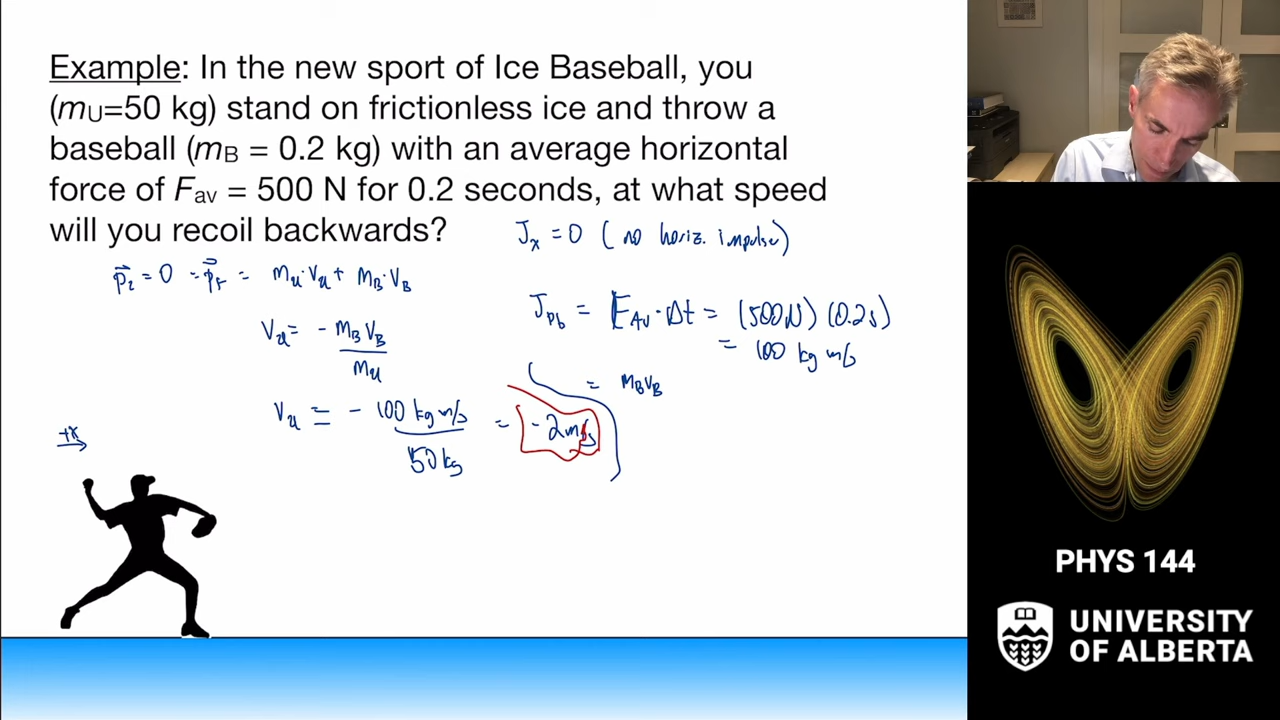 Example: In the new sport of Ice Baseball, you
(mU=50 kg) stand on frictionless ice and throw a
baseball (mB = 0.2 kg) with an average horizontal
force of Fav = 500 N for 0.2 seconds, at what speed
will you recoil backwards?
Jx = 0 (no horiz. impulse)
p⃗i = 0 = p⃗f = mu·vu + mB·vB
JPb = FAv·Δt = (500N)(0.2s)
= 100 kg m/s
= mBvB
vu = - mBvB / mu
vu = - 100 kg m/s / 50 kg = -2 m/s
+x
PHYS 144
UNIVERSITY
OF ALBERTA